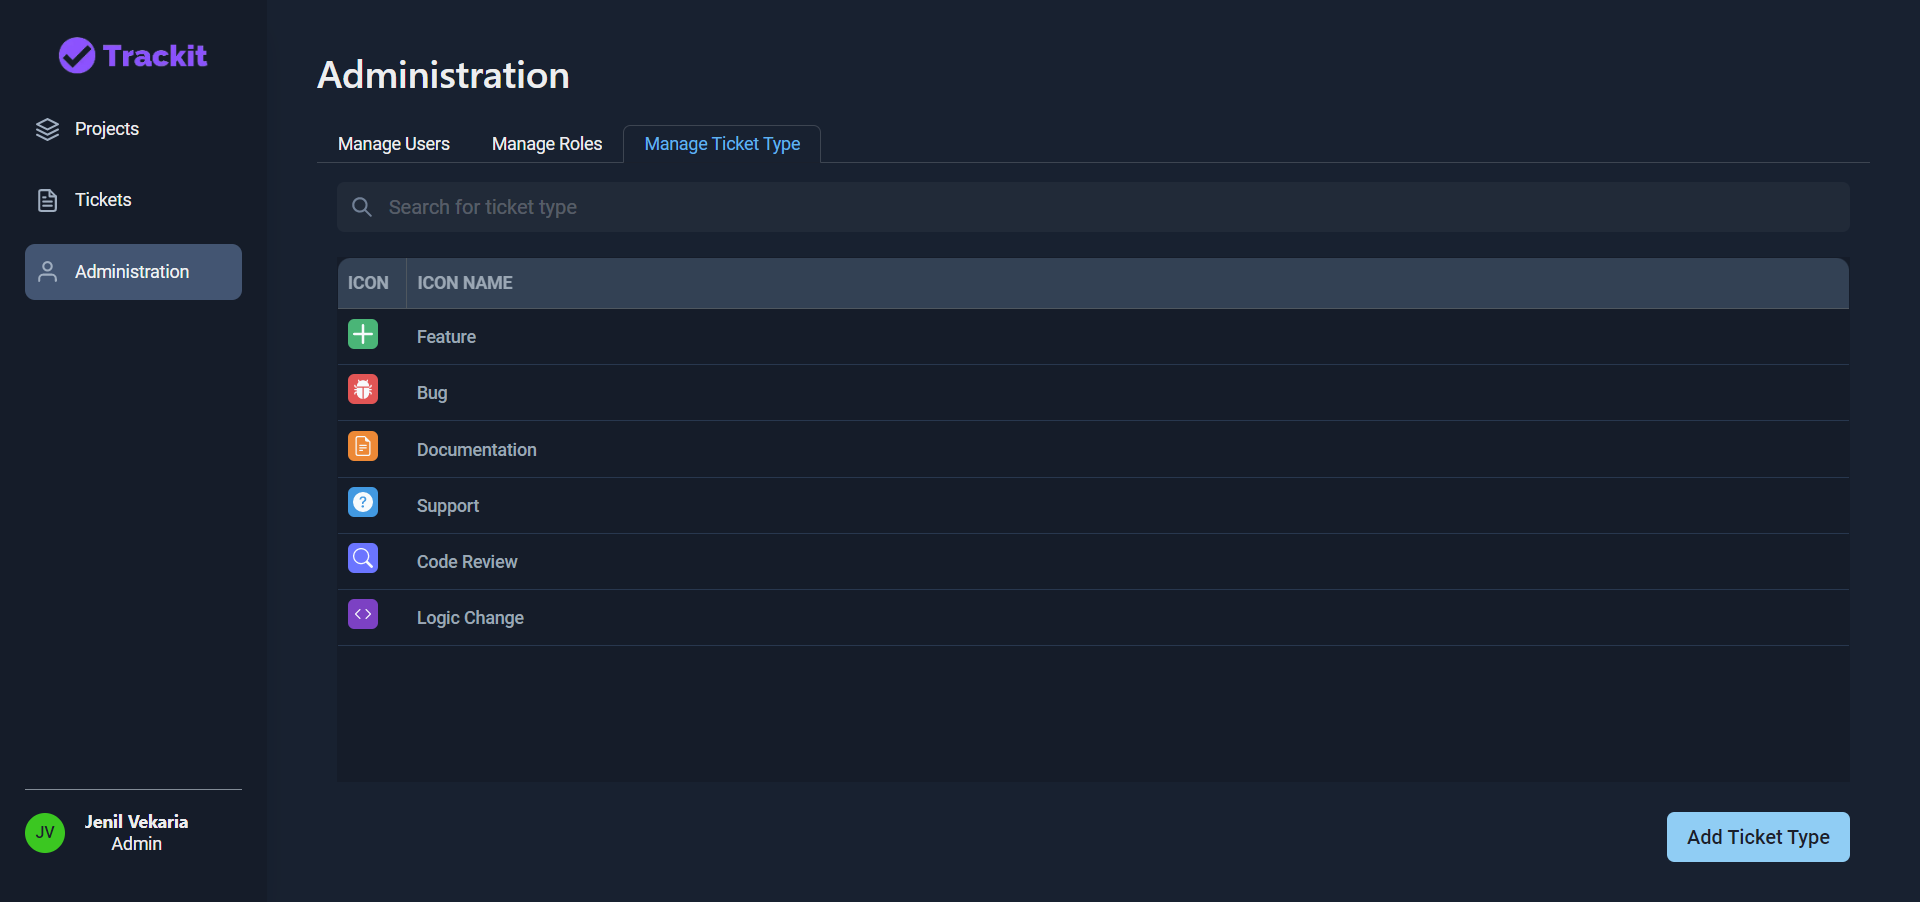 Trackit
Projects
Tickets
Administration
Jenil Vekaria
Admin
JV
Administration
Manage Users
Manage Roles
Manage Ticket Type
Search for ticket type
ICON
ICON NAME
Feature
Bug
Documentation
?
Support
Code Review
<>
Logic Change
Add Ticket Type